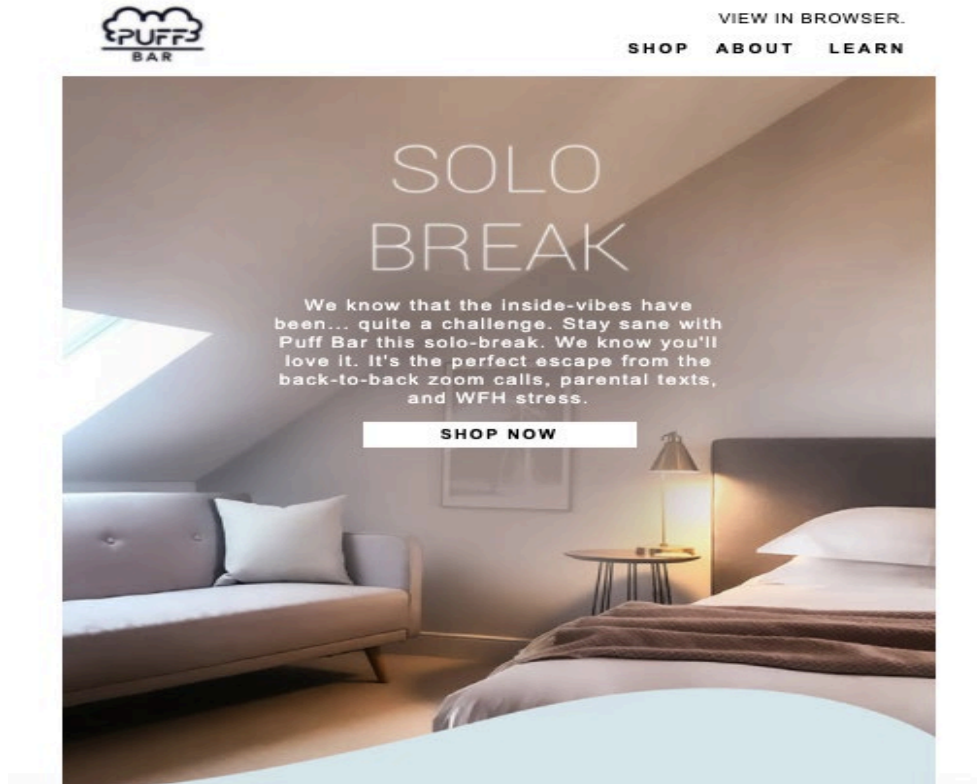 PUFF
BAR
VIEW IN BROWSER.
SHOP ABOUT LEARN
SOLO
BREAK
We know that the inside-vibes have
been... quite a challenge. Stay sane with
Puff Bar this solo-break. We know you'll
love it. It's the perfect escape from the
back-to-back zoom calls, parental texts,
and WFH stress.
SHOP NOW